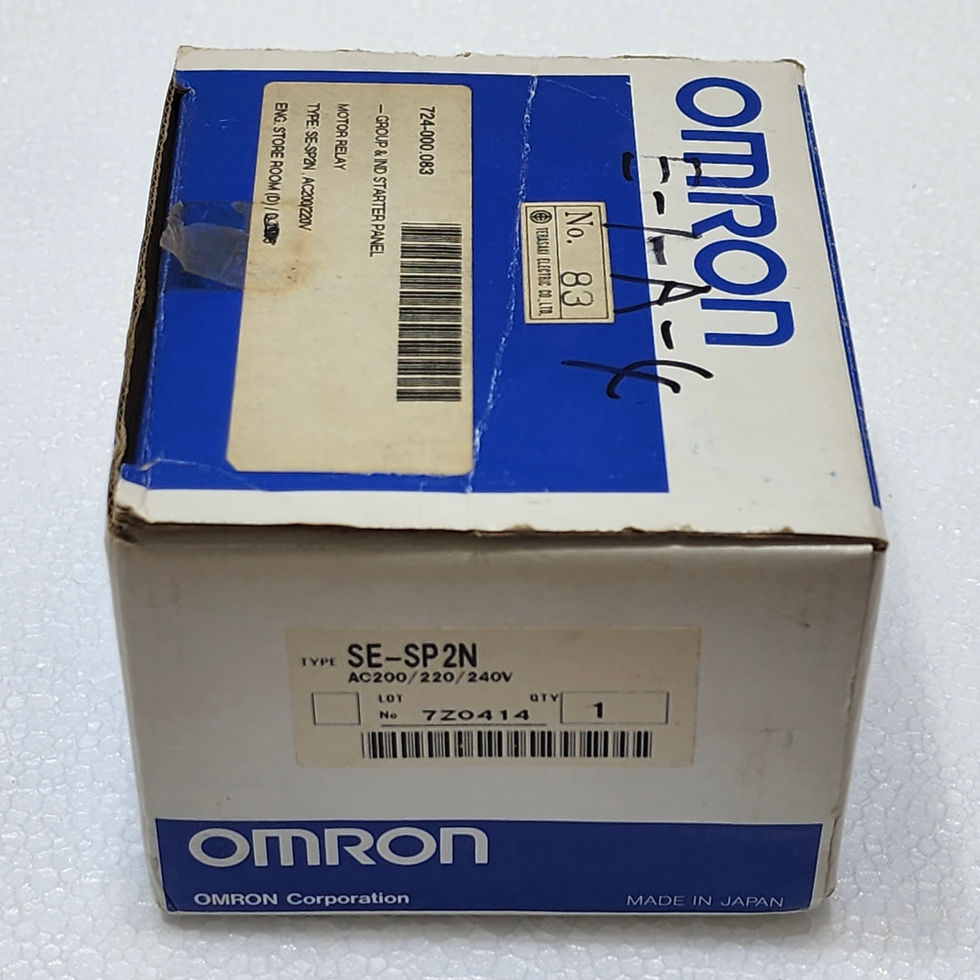 OMRON
E-1-A-4
No. 83
TERASAKI ELECTRIC CO., LTD.
724-000.083
- GROUP & IND STARTER PANEL
MOTOR RELAY
TYPE: SE-SP2N , AC200/220V
ENG. STORE ROOM (D) /
TYPE SE-SP2N
AC200/220/240V
LOT
No 7Z0414
QTY 1
OMRON
OMRON Corporation
MADE IN JAPAN